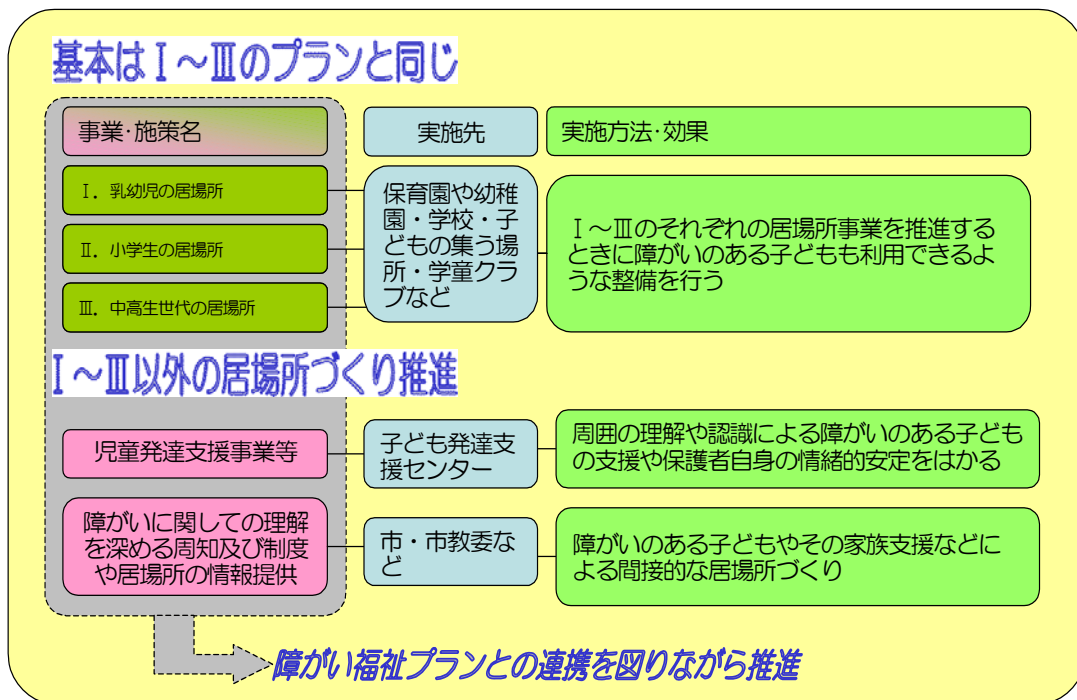 基本はⅠ～Ⅲのプランと同じ
事業・施策名
実施先
実施方法・効果
Ⅰ．乳幼児の居場所
Ⅱ．小学生の居場所
Ⅲ．中高生世代の居場所
保育園や幼稚
園・学校・子
どもの集う場
所・学童クラ
ブなど
Ⅰ～Ⅲのそれぞれの居場所事業を推進する
ときに障がいのある子どもも利用できるよ
うな整備を行う
Ⅰ～Ⅲ以外の居場所づくり推進
児童発達支援事業等
子ども発達支
援センター
周囲の理解や認識による障がいのある子ども
の支援や保護者自身の情緒的安定をはかる
障がいに関しての理解
を深める周知及び制度
や居場所の情報提供
市・市教委な
ど
障がいのある子どもやその家族支援などに
よる間接的な居場所づくり
障がい福祉プランとの連携を図りながら推進